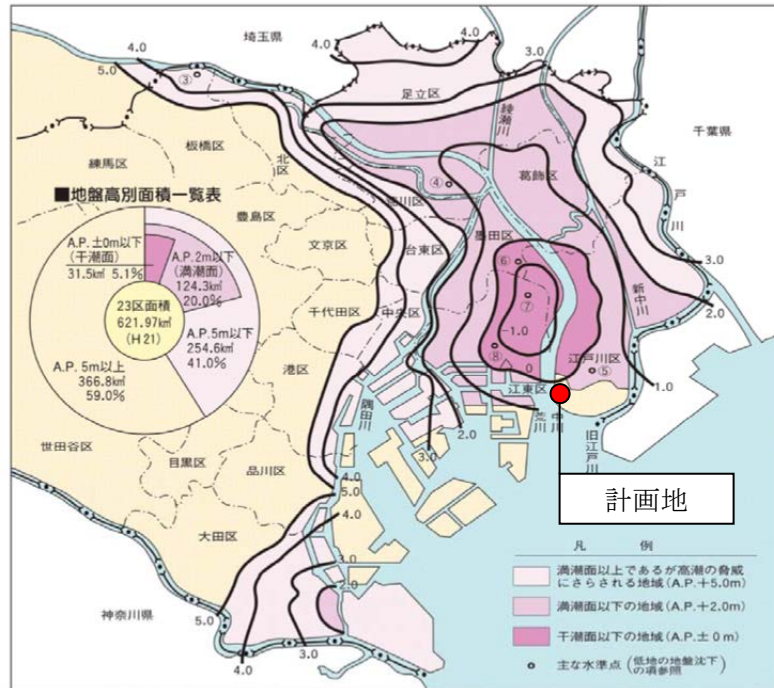 埼玉県
4.0
5.0
4.0
4.0
3.0
③
足立区
綾瀬川
千葉県
板橋区
練馬区
北区
江戸川
④
葛飾区
■地盤高別面積一覧表
荒川区
豊島区
墨田区
台東区
文京区
⑥
新中川
3.0
2.0
A.P.±0m以下
(干潮面)
31.5k㎡ 5.1%
A.P.2m以下
(満潮面)
124.3k㎡
20.0%
23区面積
621.97k㎡
(H21)
A.P.5m以下
254.6k㎡
41.0%
A.P.5m以上
366.8k㎡
59.0%
⑦
千代田区
中央区
-1.0
⑧
0
江戸川区
⑤
港区
江東区
1.0
隅田川
荒川
中川
旧江戸川
2.0
3.0
世田谷区
目黒区
品川区
4.0
5.0
4.0
計画地
大田区
3.0
2.0
神奈川県
5.0
4.0
3.0
凡 例
満潮面以上であるが高潮の脅威
にさらされる地域(A.P.+5.0m)
満潮面以下の地域(A.P.+2.0m)
干潮面以下の地域(A.P.±0m)
主な水準点(低地の地盤沈下
の項参照)